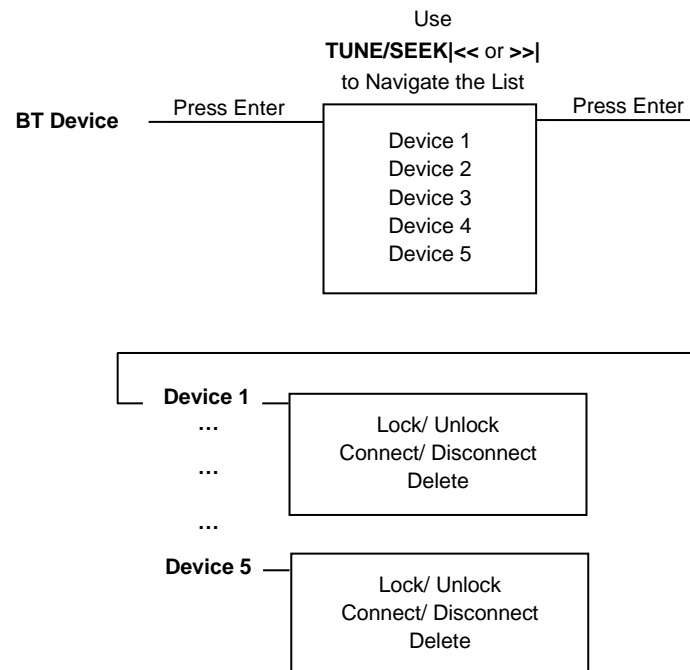 Use
TUNE/SEEK|<< or >>|
to Navigate the List
BT Device
Press Enter
Press Enter
Device 1
Device 2
Device 3
Device 4
Device 5
Device 1
...
...
...
Lock/ Unlock
Connect/ Disconnect
Delete
Device 5
Lock/ Unlock
Connect/ Disconnect
Delete